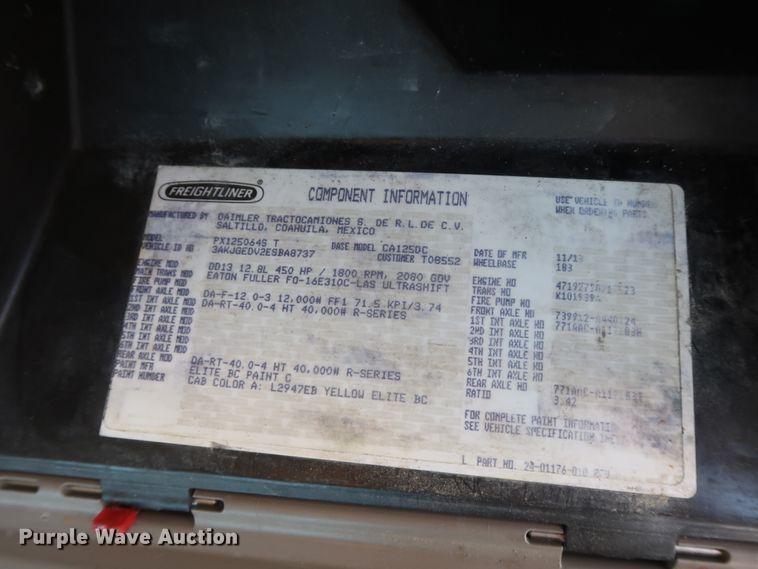 FREIGHTLINER
COMPONENT INFORMATION
USE VEHICLE ID NUMBER
WHEN ORDERING PARTS
MANUFACTURED BY DAIMLER TRACTOCAMIONES S. DE R.L.DE C.V.
SALTILLO, COAHUILA, MEXICO
MODEL PX125064S T BASE MODEL CA125DC
VEHICLE ID NO 3AKJGEDV2ESBA8737 CUSTOMER T08552
ENGINE MOD DD13 12.8L 450 HP / 1800 RPM, 2080 GOV
MAIN TRANS MOD EATON FULLER FO-16E310C-LAS ULTRASHIFT
FIRE PUMP MOD
FRONT AXLE MOD DA-F-12.0-3 12,000# FF1 71.5 KPI/3.74
1ST INT AXLE MOD DA-RT-40.0-4 HT 40,000# R-SERIES
2ND INT AXLE MOD
3RD INT AXLE MOD
4TH INT AXLE MOD
5TH INT AXLE MOD
6TH INT AXLE MOD
REAR AXLE MOD DA-RT-40.0-4 HT 40,000# R-SERIES
PAINT MFR ELITE BC PAINT C
PAINT NUMBER CAB COLOR A: L2947EB YELLOW ELITE BC
DATE OF MFR 11/13
WHEELBASE 183
ENGINE NO
TRANS NO
FIRE PUMP NO
FRONT AXLE NO
1ST INT AXLE NO
2ND INT AXLE NO
3RD INT AXLE NO
4TH INT AXLE NO
5TH INT AXLE NO
6TH INT AXLE NO
REAR AXLE NO
RATIO 3.42
FOR COMPLETE PAINT INFORMATION
SEE VEHICLE SPECIFICATION
L PART NO. 24-01176-010
Purple Wave Auction